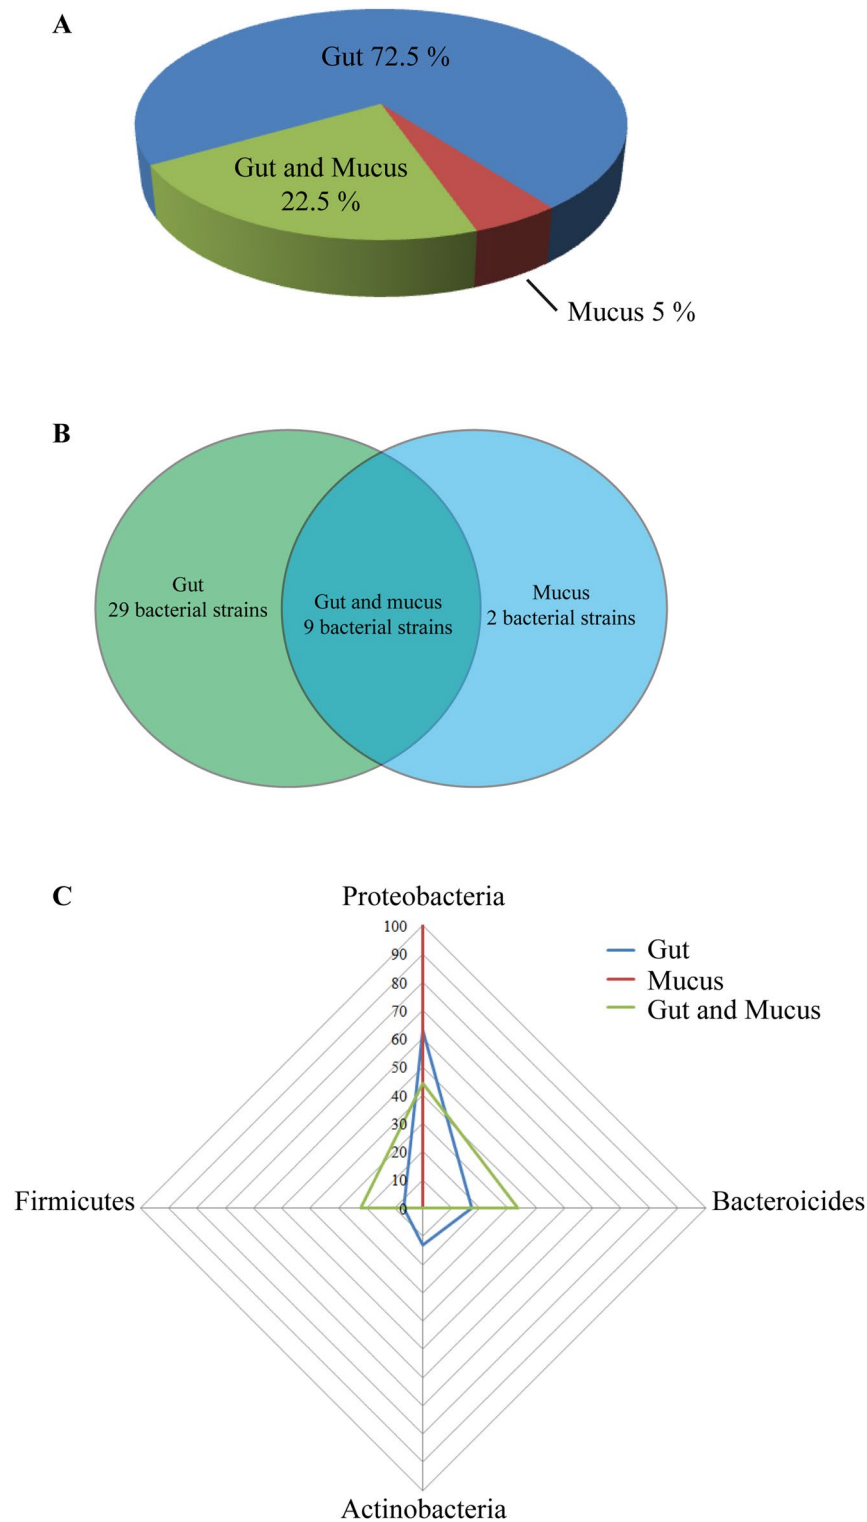 A
Gut 72.5 %
Gut and Mucus
22.5 %
Mucus 5 %
B
Gut
29 bacterial strains
Gut and mucus
9 bacterial strains
Mucus
2 bacterial strains
C
Proteobacteria
100
90
80
70
60
50
40
30
20
10
0
Gut
Mucus
Gut and Mucus
Firmicutes
Bacteroicides
Actinobacteria